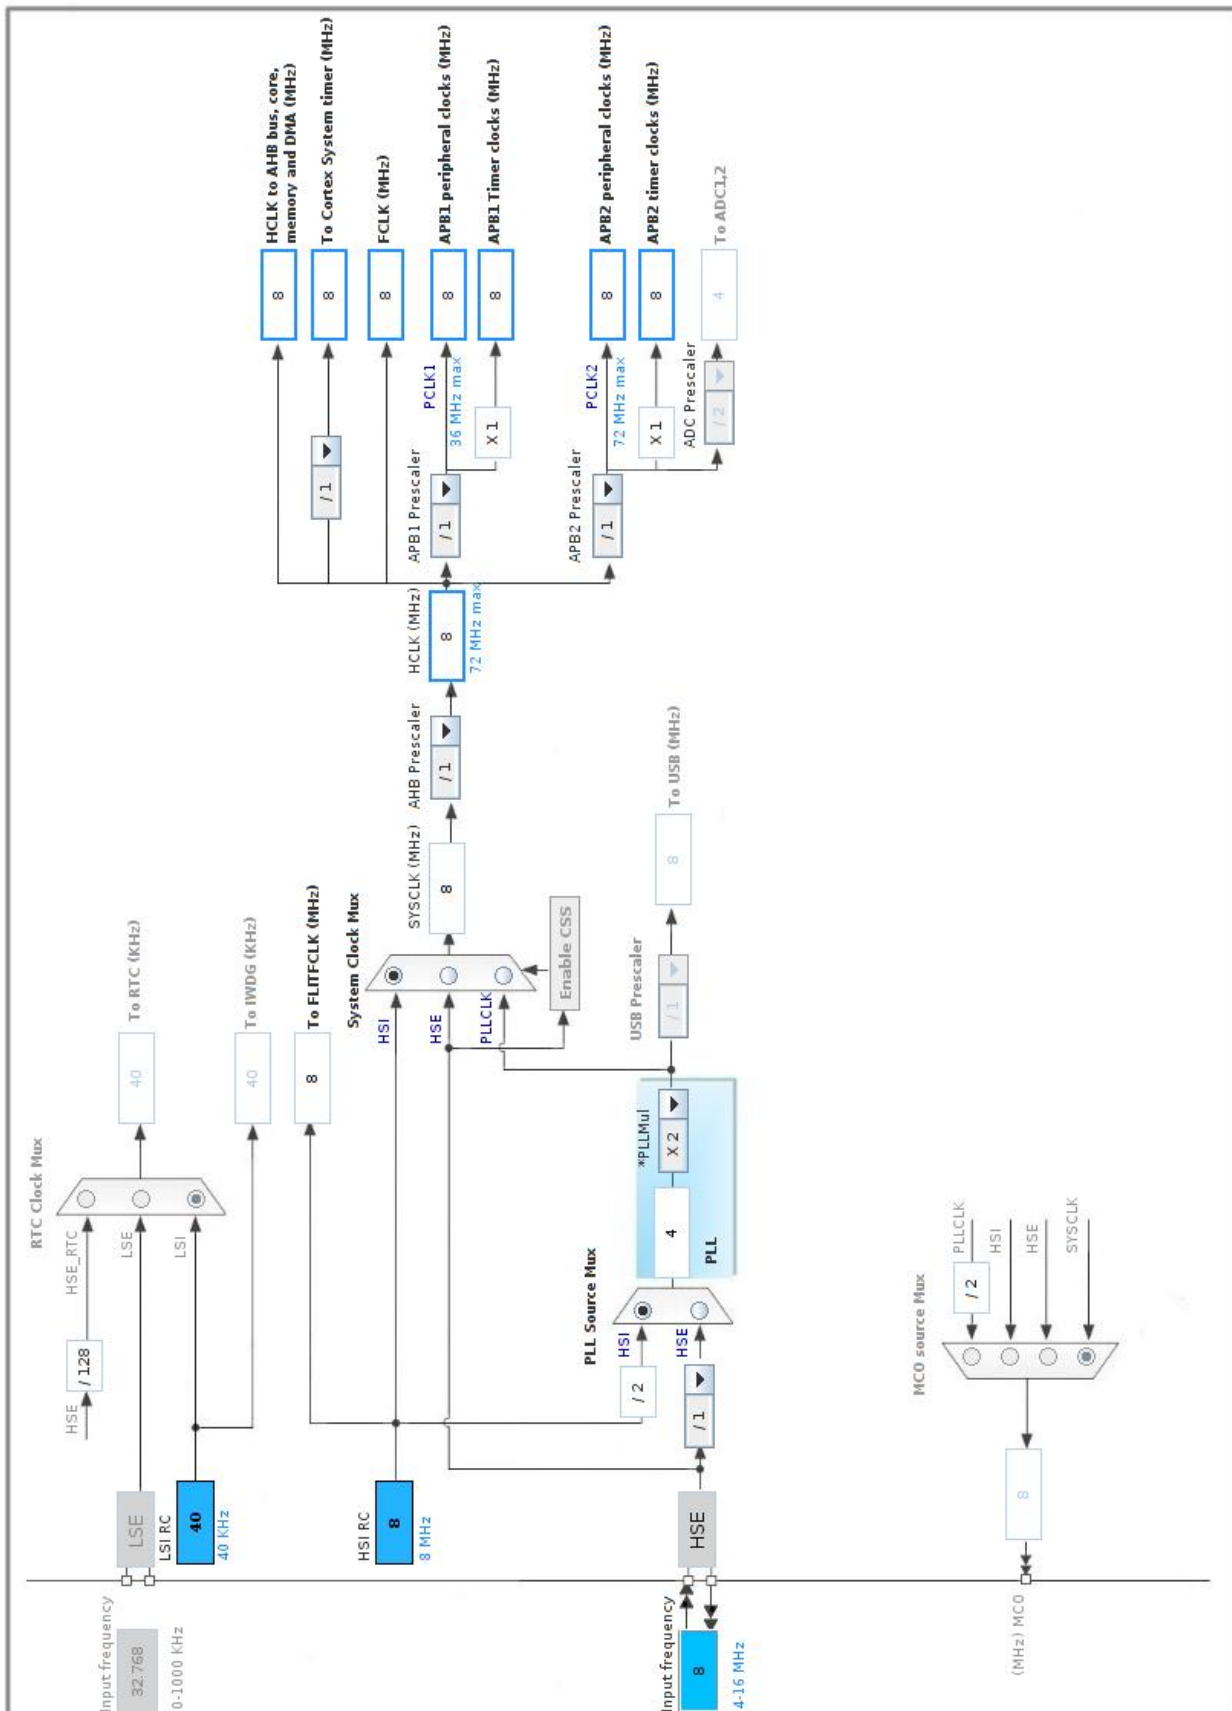 RTC Clock Mux
HSE
/ 128
HSE_RTC
To RTC (KHz)
40
Input frequency
32.768
0-1000 KHz
LSE
LSE
LSI RC
40
40 KHz
LSI
40
To IWDG (KHz)
8
To FLITFCLK (MHz)
HSI RC
8
8 MHz
System Clock Mux
HSI
HSE
PLLCLK
Enable CSS
SYSCLK (MHz)
8
AHB Prescaler
/ 1
HCLK (MHz)
8
72 MHz max
HCLK to AHB bus, core,
memory and DMA (MHz)
8
/ 1
8
To Cortex System timer (MHz)
8
FCLK (MHz)
APB1 Prescaler
/ 1
PCLK1
36 MHz max
8
APB1 peripheral clocks (MHz)
X 1
8
APB1 Timer clocks (MHz)
APB2 Prescaler
/ 1
PCLK2
72 MHz max
8
APB2 peripheral clocks (MHz)
X 1
8
APB2 timer clocks (MHz)
ADC Prescaler
/ 2
4
To ADC1,2
PLL Source Mux
/ 2
HSI
HSE
/ 1
4
*PLLMul
X 2
PLL
USB Prescaler
/ 1
8
To USB (MHz)
Input frequency
8
4-16 MHz
HSE
MCO source Mux
PLLCLK
/ 2
HSI
HSE
SYSCLK
8
(MHz) MCO